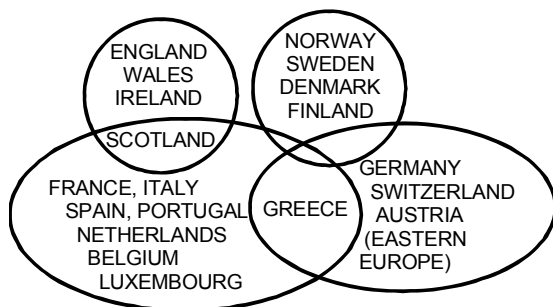 ENGLAND
WALES
IRELAND
SCOTLAND
NORWAY
SWEDEN
DENMARK
FINLAND
FRANCE, ITALY
SPAIN, PORTUGAL
NETHERLANDS
BELGIUM
LUXEMBOURG
GREECE
GERMANY
SWITZERLAND
AUSTRIA
(EASTERN
EUROPE)